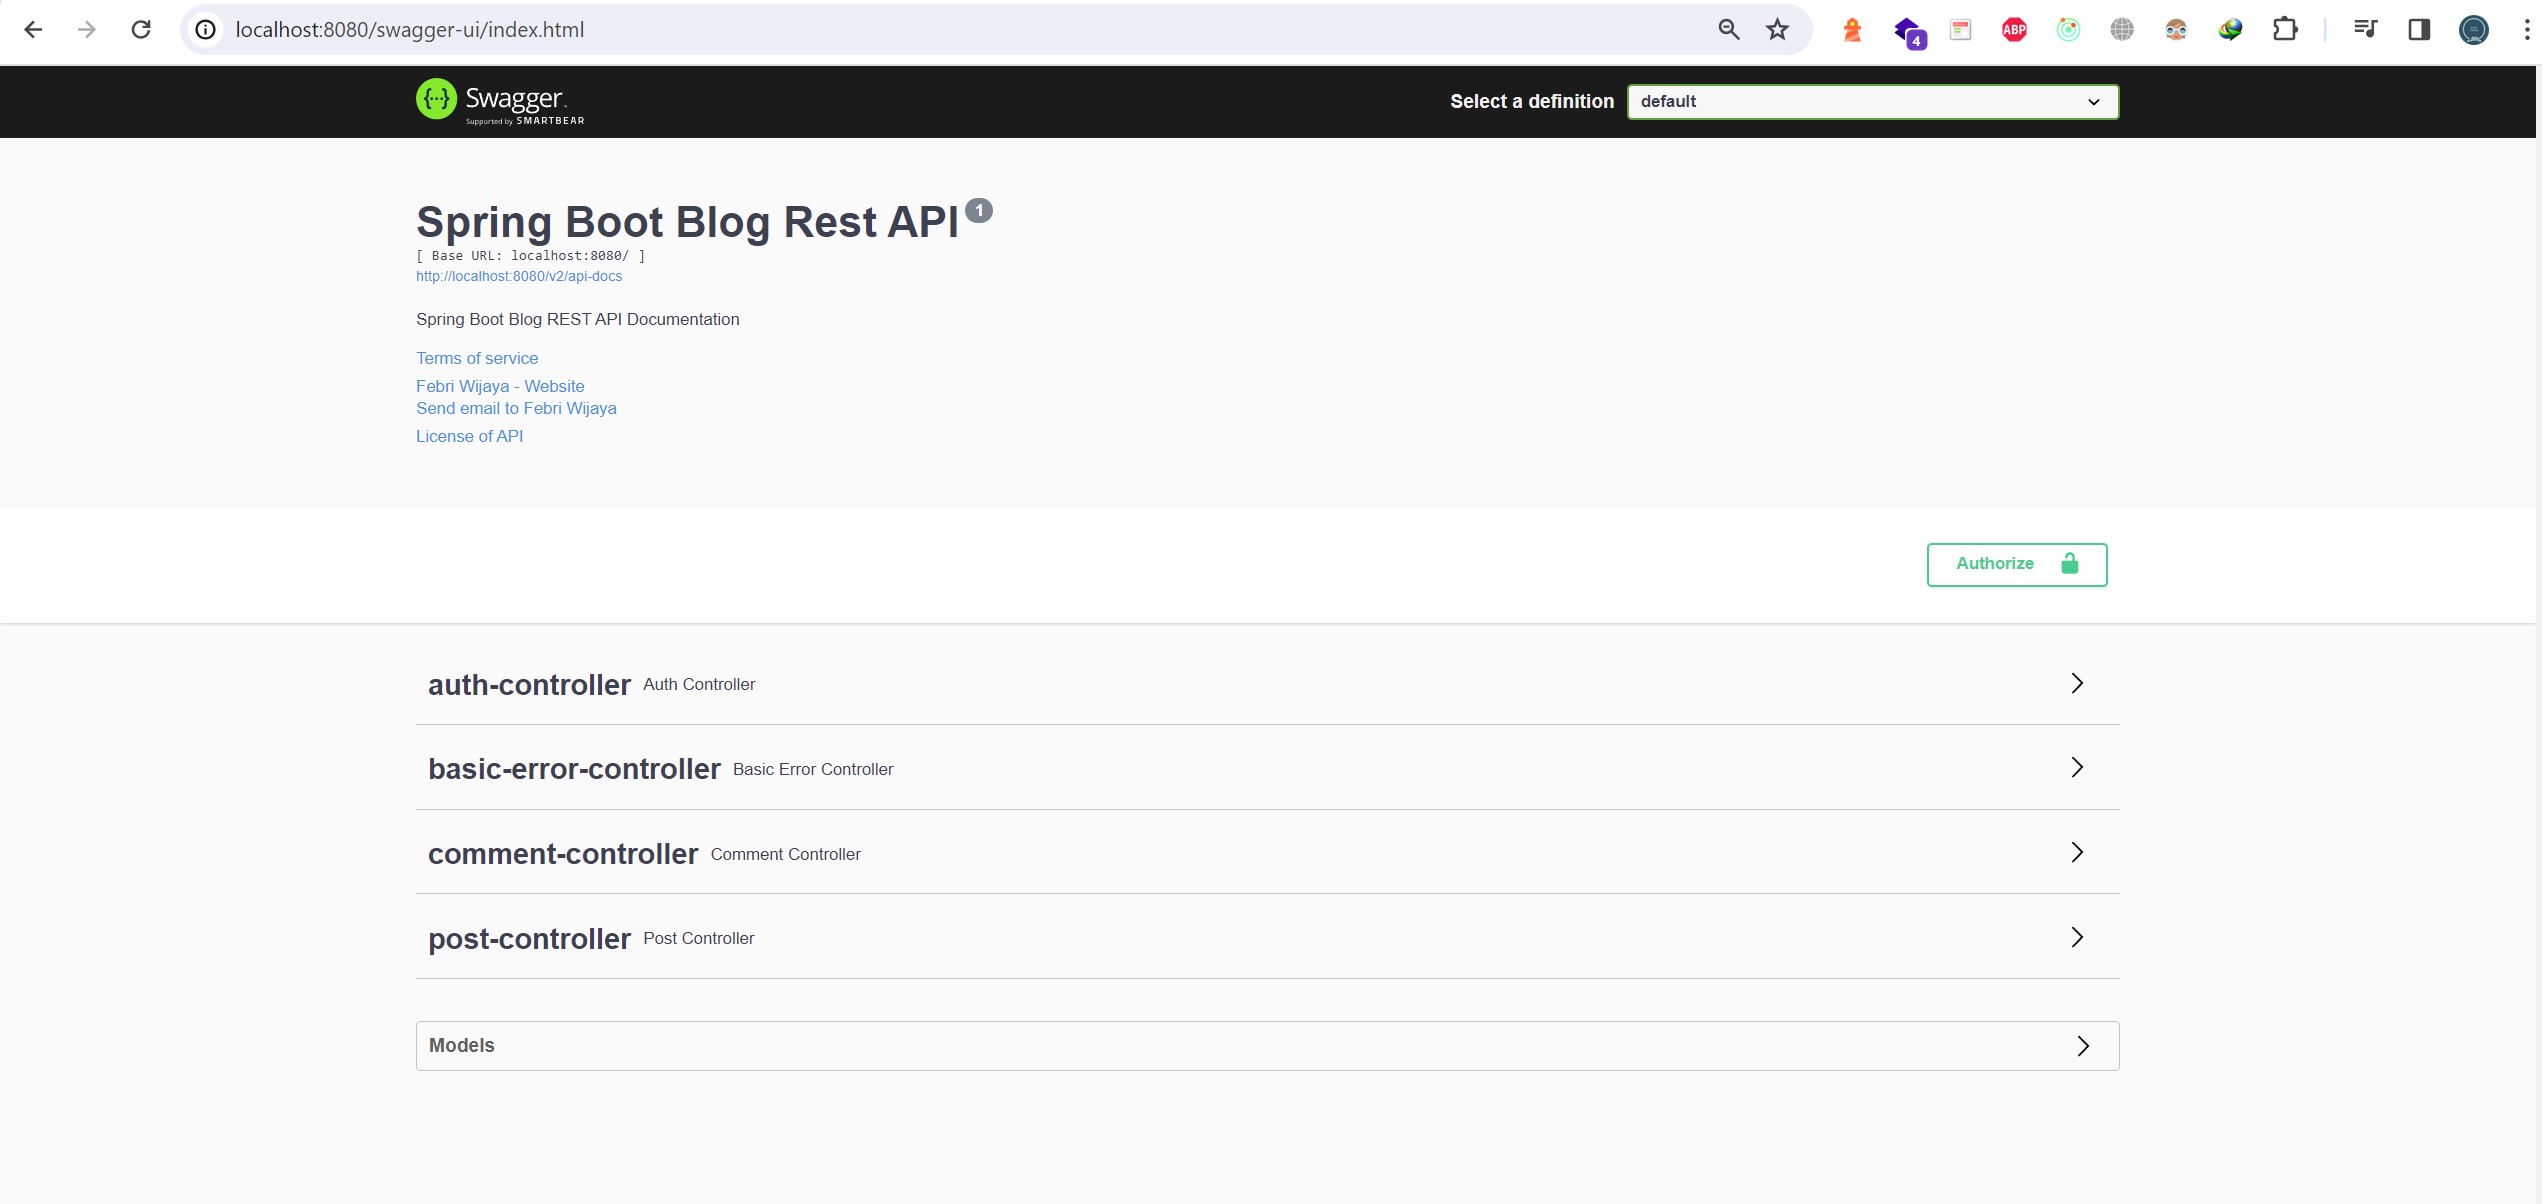 localhost:8080/swagger-ui/index.html
4
ABP
Swagger
Supported by SMARTBEAR
Select a definition
default
Spring Boot Blog Rest API 1
[ Base URL: localhost:8080/ ]
http://localhost:8080/v2/api-docs
Spring Boot Blog REST API Documentation
Terms of service
Febri Wijaya - Website
Send email to Febri Wijaya
License of API
Authorize
auth-controller Auth Controller
basic-error-controller Basic Error Controller
comment-controller Comment Controller
post-controller Post Controller
Models